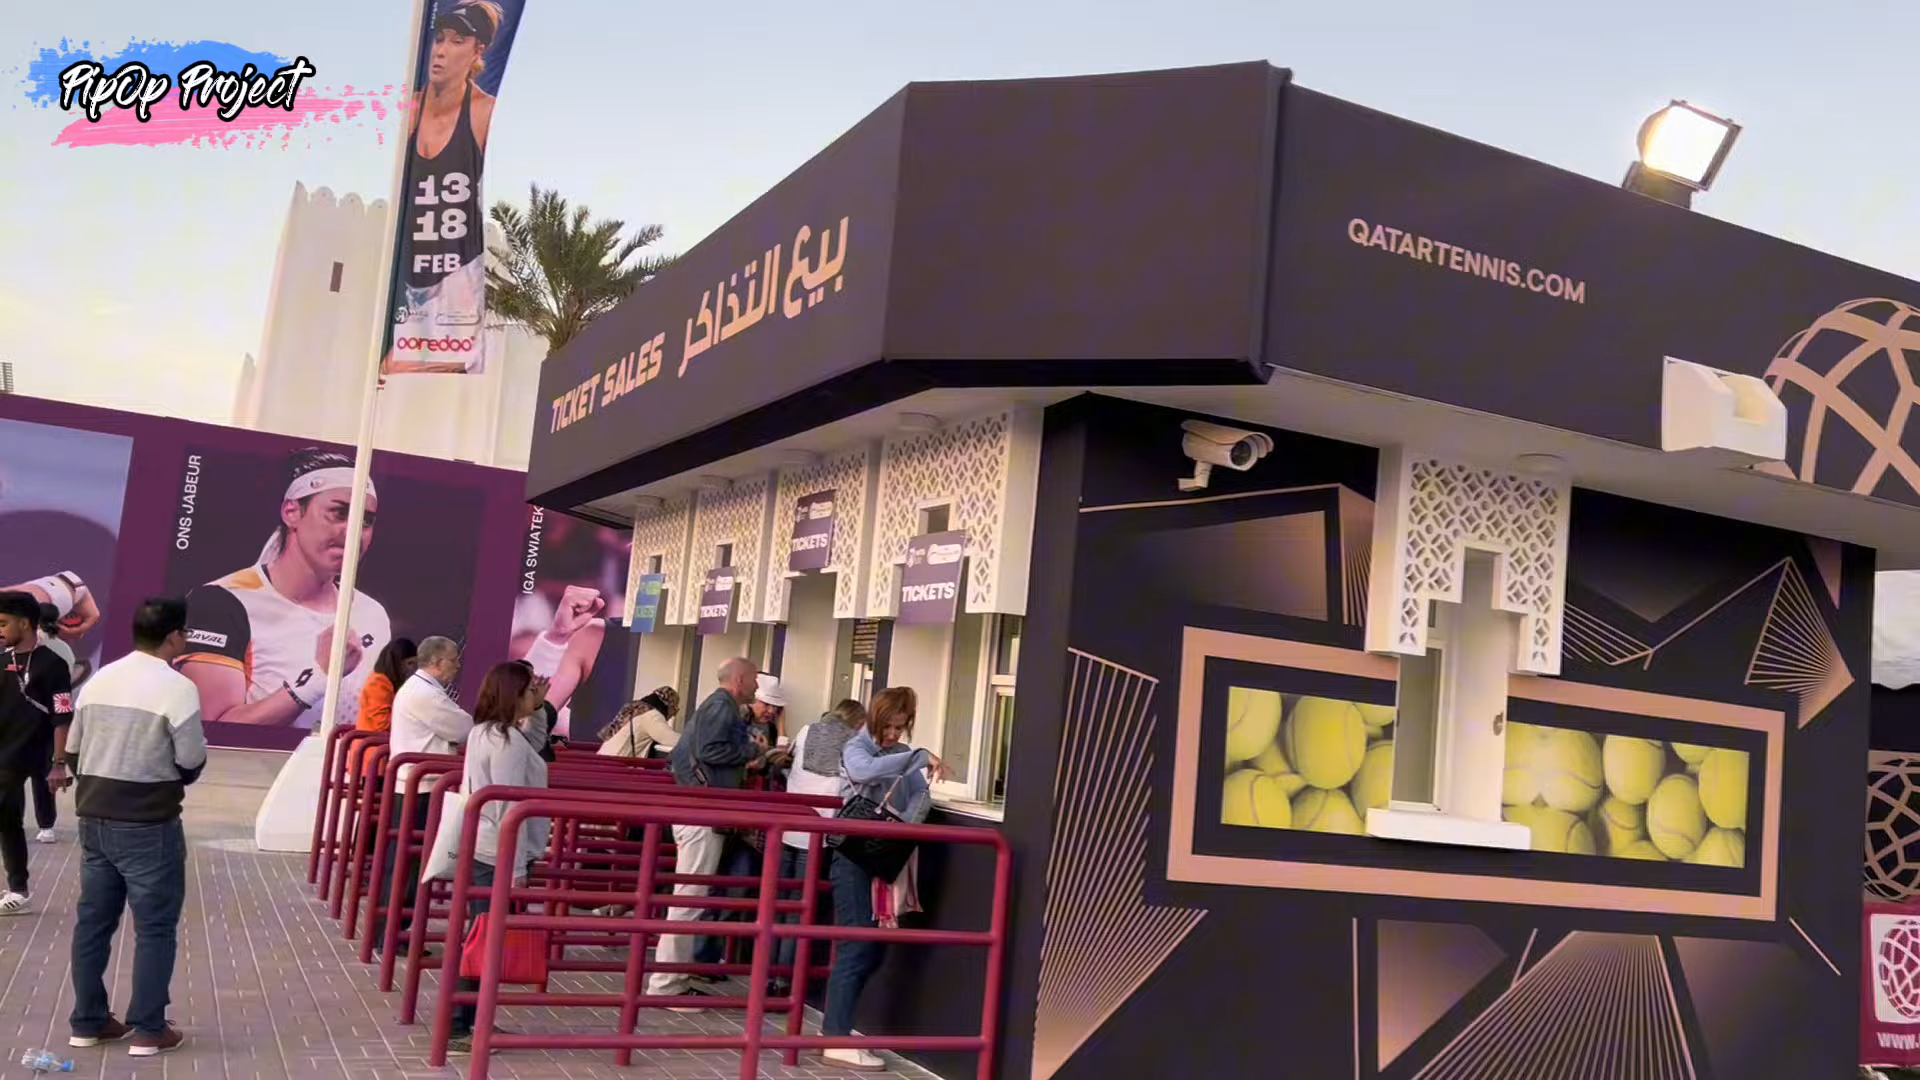 PipOp Project
13
18
FEB
ooredoo
TICKET SALES بيع التذاكر
QATARTENNIS.COM
ONS JABEUR
IGA SWIATEK
TICKETS
TICKETS
TICKETS
TICKETS